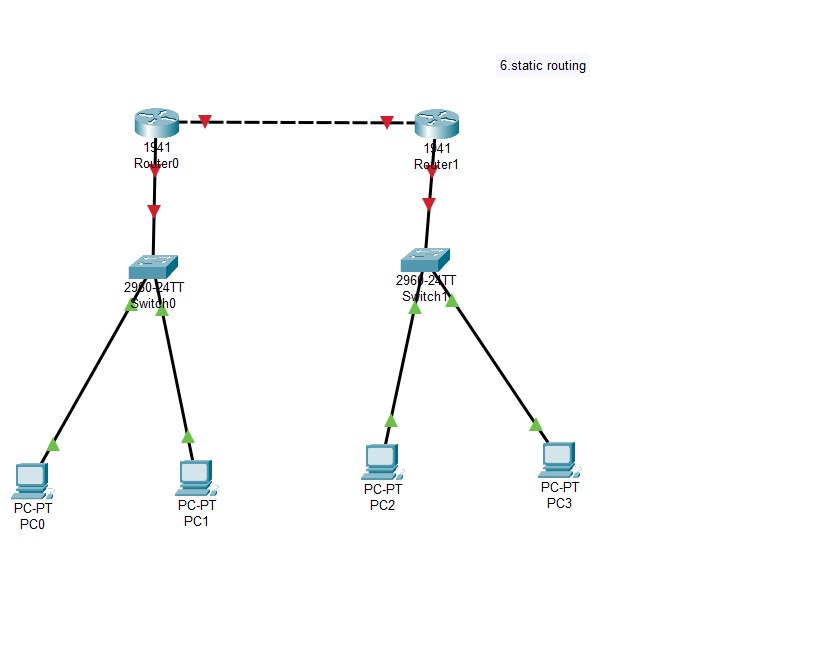 6.static routing
1941
Router0
1941
Router1
2960-24TT
Switch0
2960-24TT
Switch1
PC-PT
PC0
PC-PT
PC1
PC-PT
PC2
PC-PT
PC3